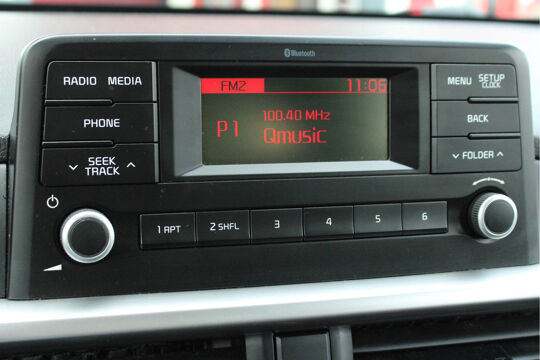 Bluetooth
RADIO MEDIA
PHONE
SEEK
TRACK
FM2 11:06
100.40 MHz
P1 Qmusic
MENU SETUP
CLOCK
BACK
FOLDER
1 RPT 2 SHFL 3 4 5 6